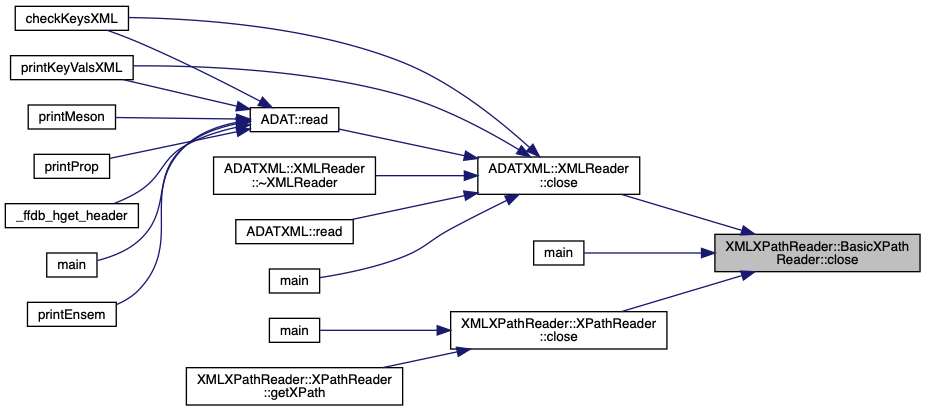 checkKeysXML
printKeyValsXML
printMeson
ADAT::read
printProp
ADATXML::XMLReader
::~XMLReader
ADATXML::XMLReader
::close
_ffdb_hget_header
ADATXML::read
main
main
XMLXPathReader::BasicXPath
Reader::close
main
printEnsem
main
XMLXPathReader::XPathReader
::close
XMLXPathReader::XPathReader
::getXPath